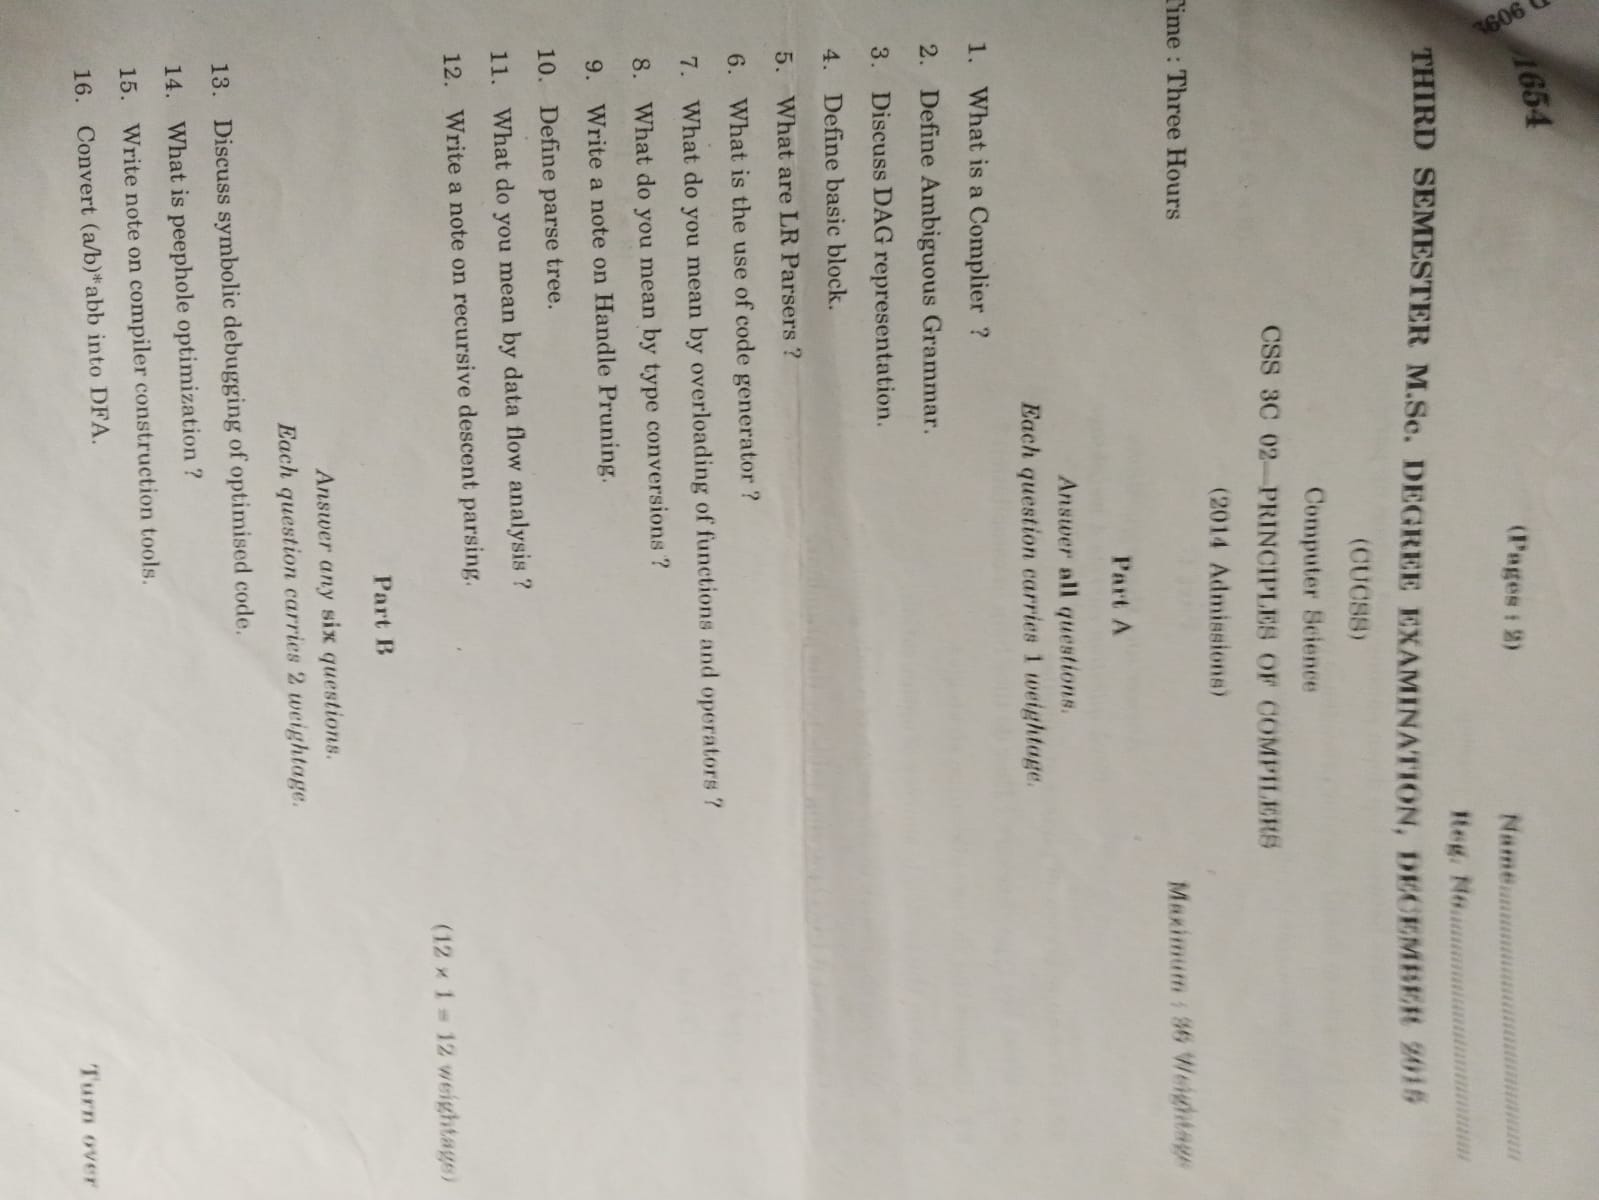 1654
(Pages : 2)
Name
Reg. No.
THIRD SEMESTER M.Sc. DEGREE EXAMINATION, DECEMBER 2015
(CUCSS)
Computer Science
CSS 3C 02—PRINCIPLES OF COMPILERS
(2014 Admissions)
Time : Three Hours
Maximum : 36 Weightage
Part A
Answer all questions.
Each question carries 1 weightage.
1. What is a Complier ?
2. Define Ambiguous Grammar.
3. Discuss DAG representation.
4. Define basic block.
5. What are LR Parsers ?
6. What is the use of code generator ?
7. What do you mean by overloading of functions and operators ?
8. What do you mean by type conversions ?
9. Write a note on Handle Pruning.
10. Define parse tree.
11. What do you mean by data flow analysis ?
12. Write a note on recursive descent parsing.
(12 × 1 = 12 weightage)
Part B
Answer any six questions.
Each question carries 2 weightage.
13. Discuss symbolic debugging of optimised code.
14. What is peephole optimization ?
15. Write note on compiler construction tools.
16. Convert (a/b)*abb into DFA.
Turn over